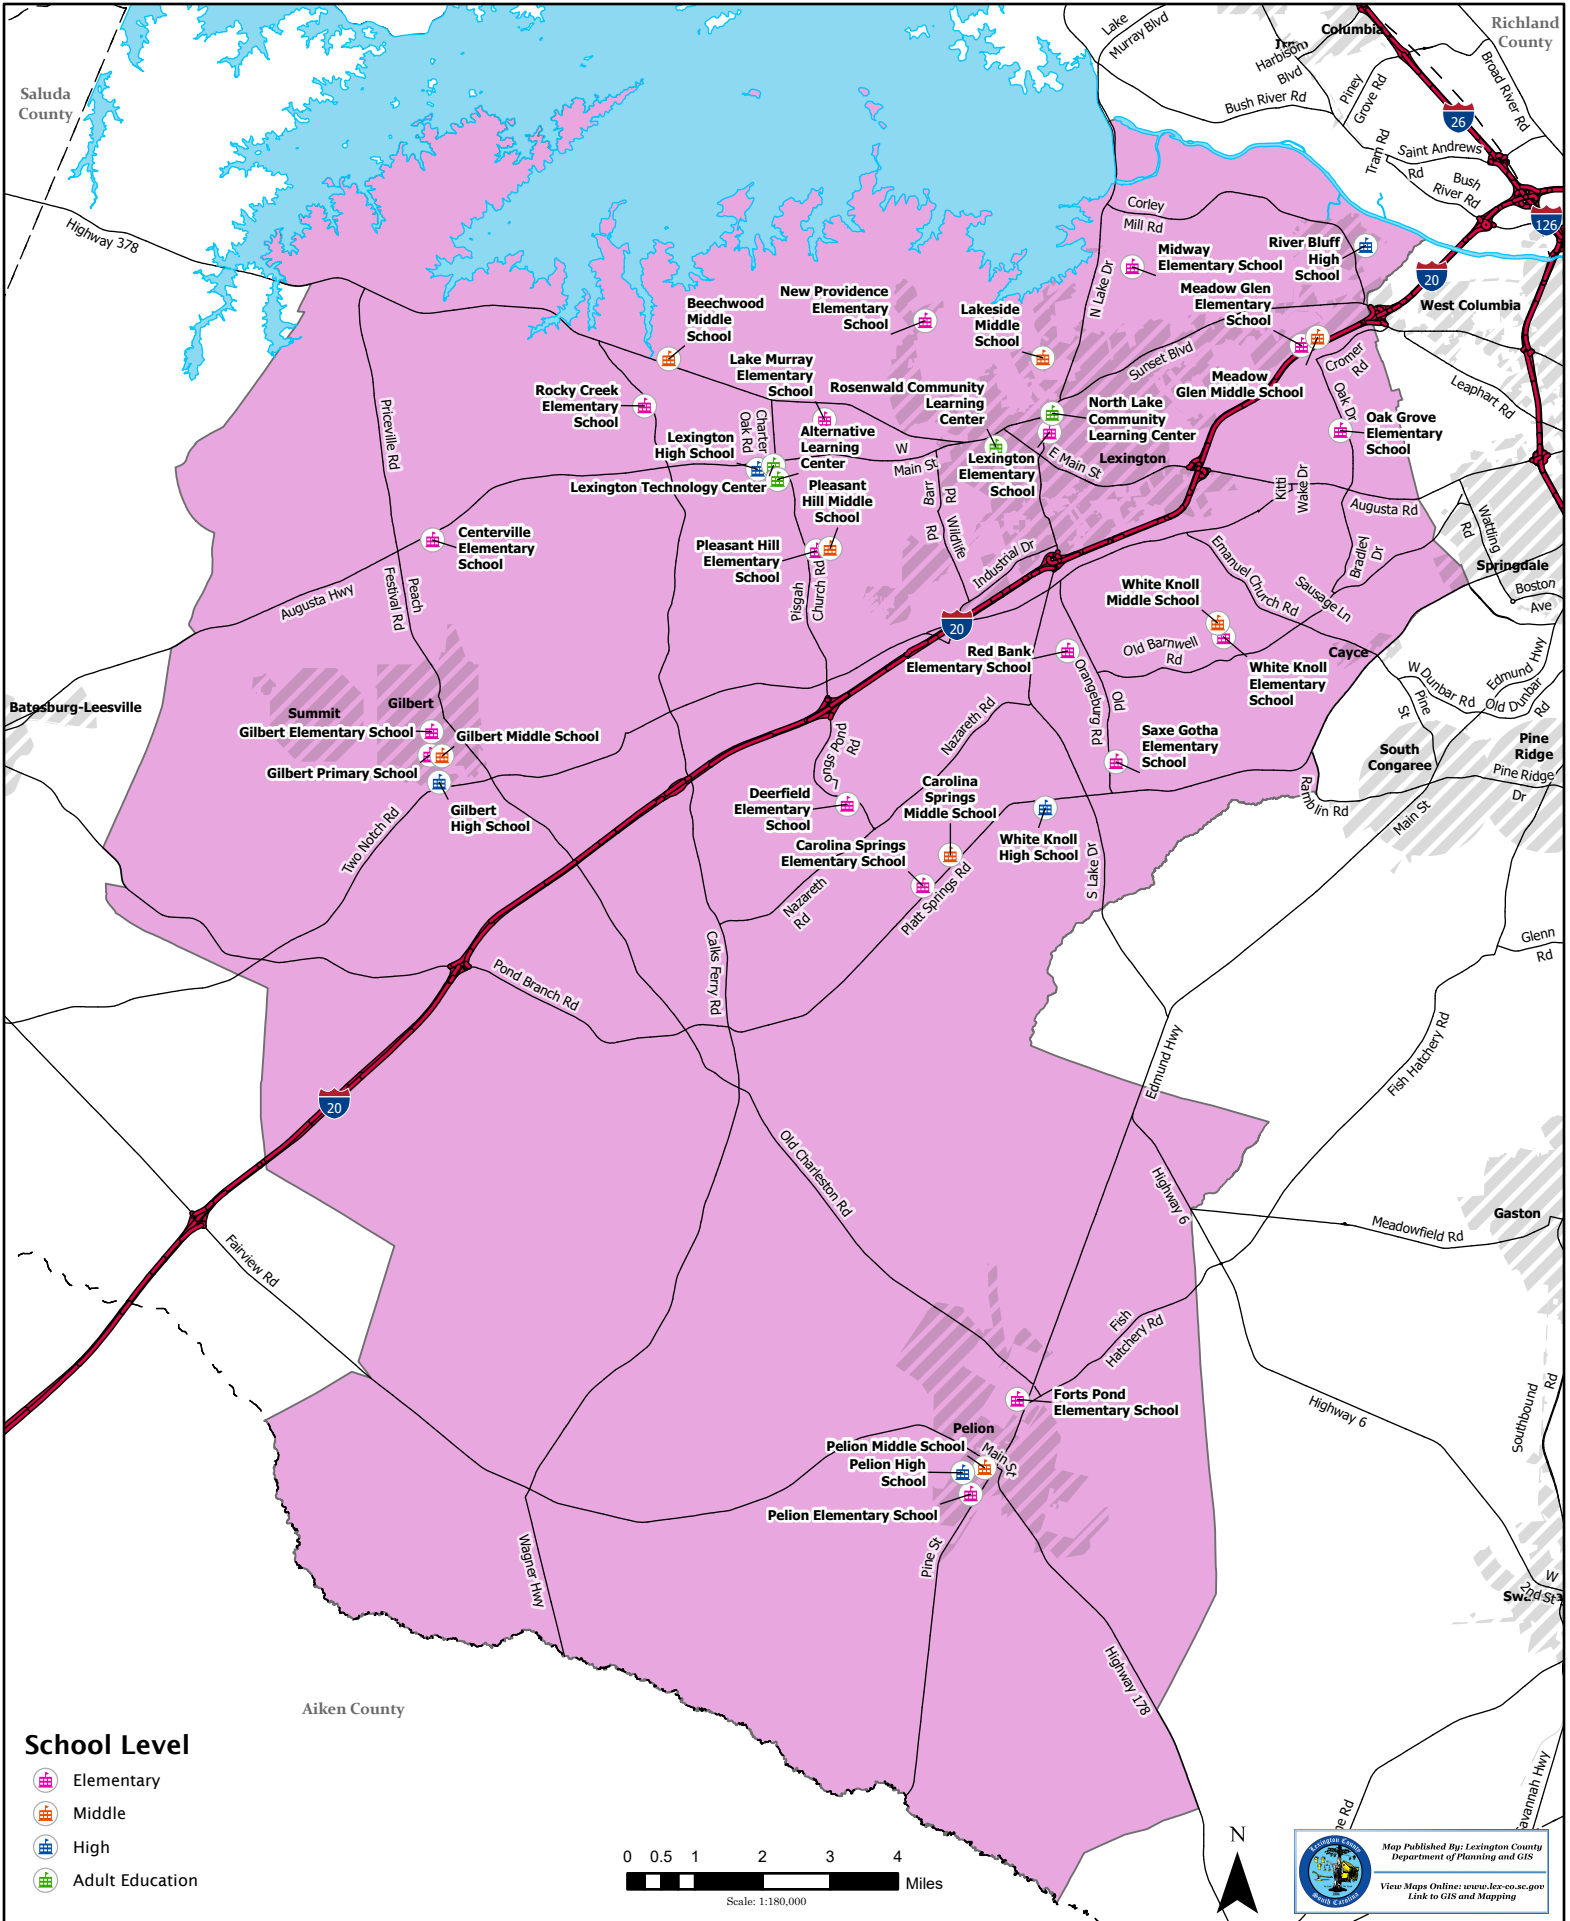 Richland
County
Saluda
County
Lake
Murray Blvd
Columbia
Harbison
Blvd
Piney
Grove Rd
Broad River Rd
Bush River Rd
26
Tram Rd
Saint Andrews
Rd
Bush
River Rd
126
Highway 378
Corley
Mill Rd
River Bluff
High
School
Midway
Elementary School
20
N Lake Dr
Meadow Glen
Elementary
School
West Columbia
New Providence
Elementary
School
Beechwood
Middle
School
Lakeside
Middle
School
Sunset Blvd
Cromer
Rd
Lake Murray
Elementary
School
Meadow
Glen Middle School
Leaphart Rd
Rocky Creek
Elementary
School
Rosenwald Community
Learning
Center
North Lake
Community
Learning Center
Oak Dr
Oak Grove
Elementary
School
Priceville Rd
Charter
Oak Rd
Lexington
High School
Alternative
Learning
Center
W
Main St
E Main St
Lexington
Lexington
Elementary
School
Lexington Technology Center
Pleasant
Hill Middle
School
Barr
Rd
Wildlife
Rd
Kitti
Wake Dr
Augusta Rd
Wattling
Rd
Centerville
Elementary
School
Pleasant Hill
Elementary
School
Industrial Dr
Emanuel Church Rd
Bradley
Dr
Springdale
Boston
Ave
Peach
Festival Rd
Augusta Hwy
Pisgah
Church Rd
White Knoll
Middle School
Sausage Ln
20
Red Bank
Elementary School
Old Barnwell
Rd
Cayce
White Knoll
Elementary
School
Edmund Hwy
W Dunbar Rd
Old Dunbar
Rd
Pine
St
Batesburg-Leesville
Summit
Gilbert
Gilbert Elementary School
Gilbert Middle School
Gilbert Primary School
Gilbert
High School
Two Notch Rd
Nazareth Rd
Old
Orangeburg Rd
Longs Pond
Rd
Saxe Gotha
Elementary
School
South
Congaree
Pine
Ridge
Pine Ridge
Dr
Ramblin Rd
Main St
Deerfield
Elementary
School
Carolina
Springs
Middle School
White Knoll
High School
Carolina Springs
Elementary School
S Lake Dr
Nazareth
Rd
Platt Springs Rd
Glenn
Rd
Calks Ferry Rd
Pond Branch Rd
Edmund Hwy
Fish Hatchery Rd
20
Old Charleston Rd
Highway 6
Gaston
Meadowfield Rd
Fairview Rd
Fish
Hatchery Rd
Forts Pond
Elementary School
Highway 6
Southbound
Rd
Pelion
Pelion Middle School
Main St
Pelion High
School
Pelion Elementary School
Pine St
Wagner Hwy
W
2nd St
Highway 178
Aiken County
School Level
Elementary
Middle
High
Adult Education
0 0.5 1 2 3 4
Miles
Scale: 1:180,000
N
Map Published By: Lexington County
Department of Planning and GIS
View Maps Online: www.lex-co.sc.gov
Link to GIS and Mapping
Lexington County
South Carolina